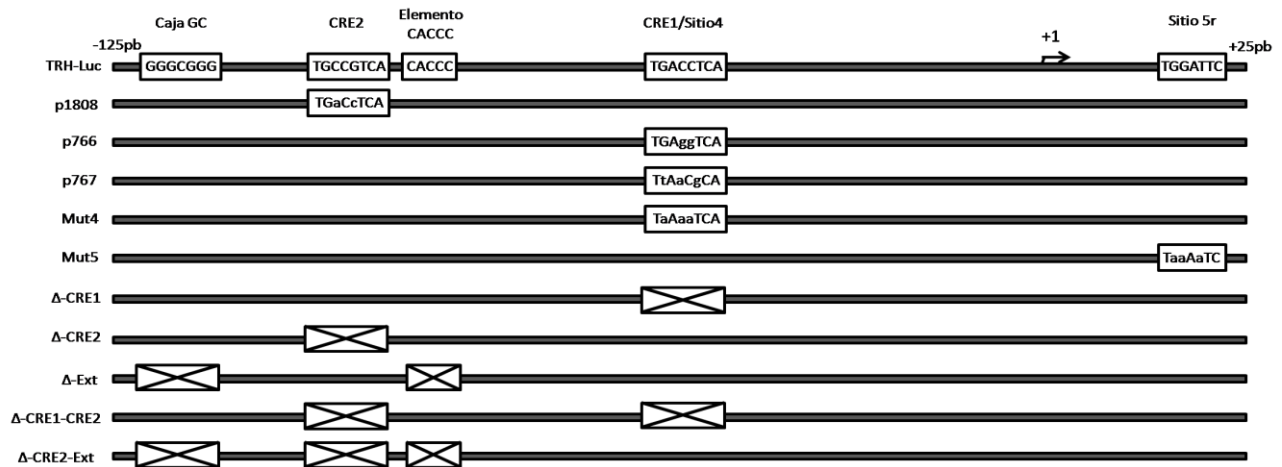 Caja GC
CRE2
Elemento
CACCC
CRE1/Sitio4
Sitio 5r
-125pb
+1
+25pb
TRH-Luc
GGGCGGG
TGCCGTCA
CACCC
TGACCTCA
TGGATTC
p1808
TGaCcTCA
p766
TGAggTCA
p767
TtAaCgCA
Mut4
TaAaaTCA
Mut5
TaaAaTC
Δ-CRE1
Δ-CRE2
Δ-Ext
Δ-CRE1-CRE2
Δ-CRE2-Ext